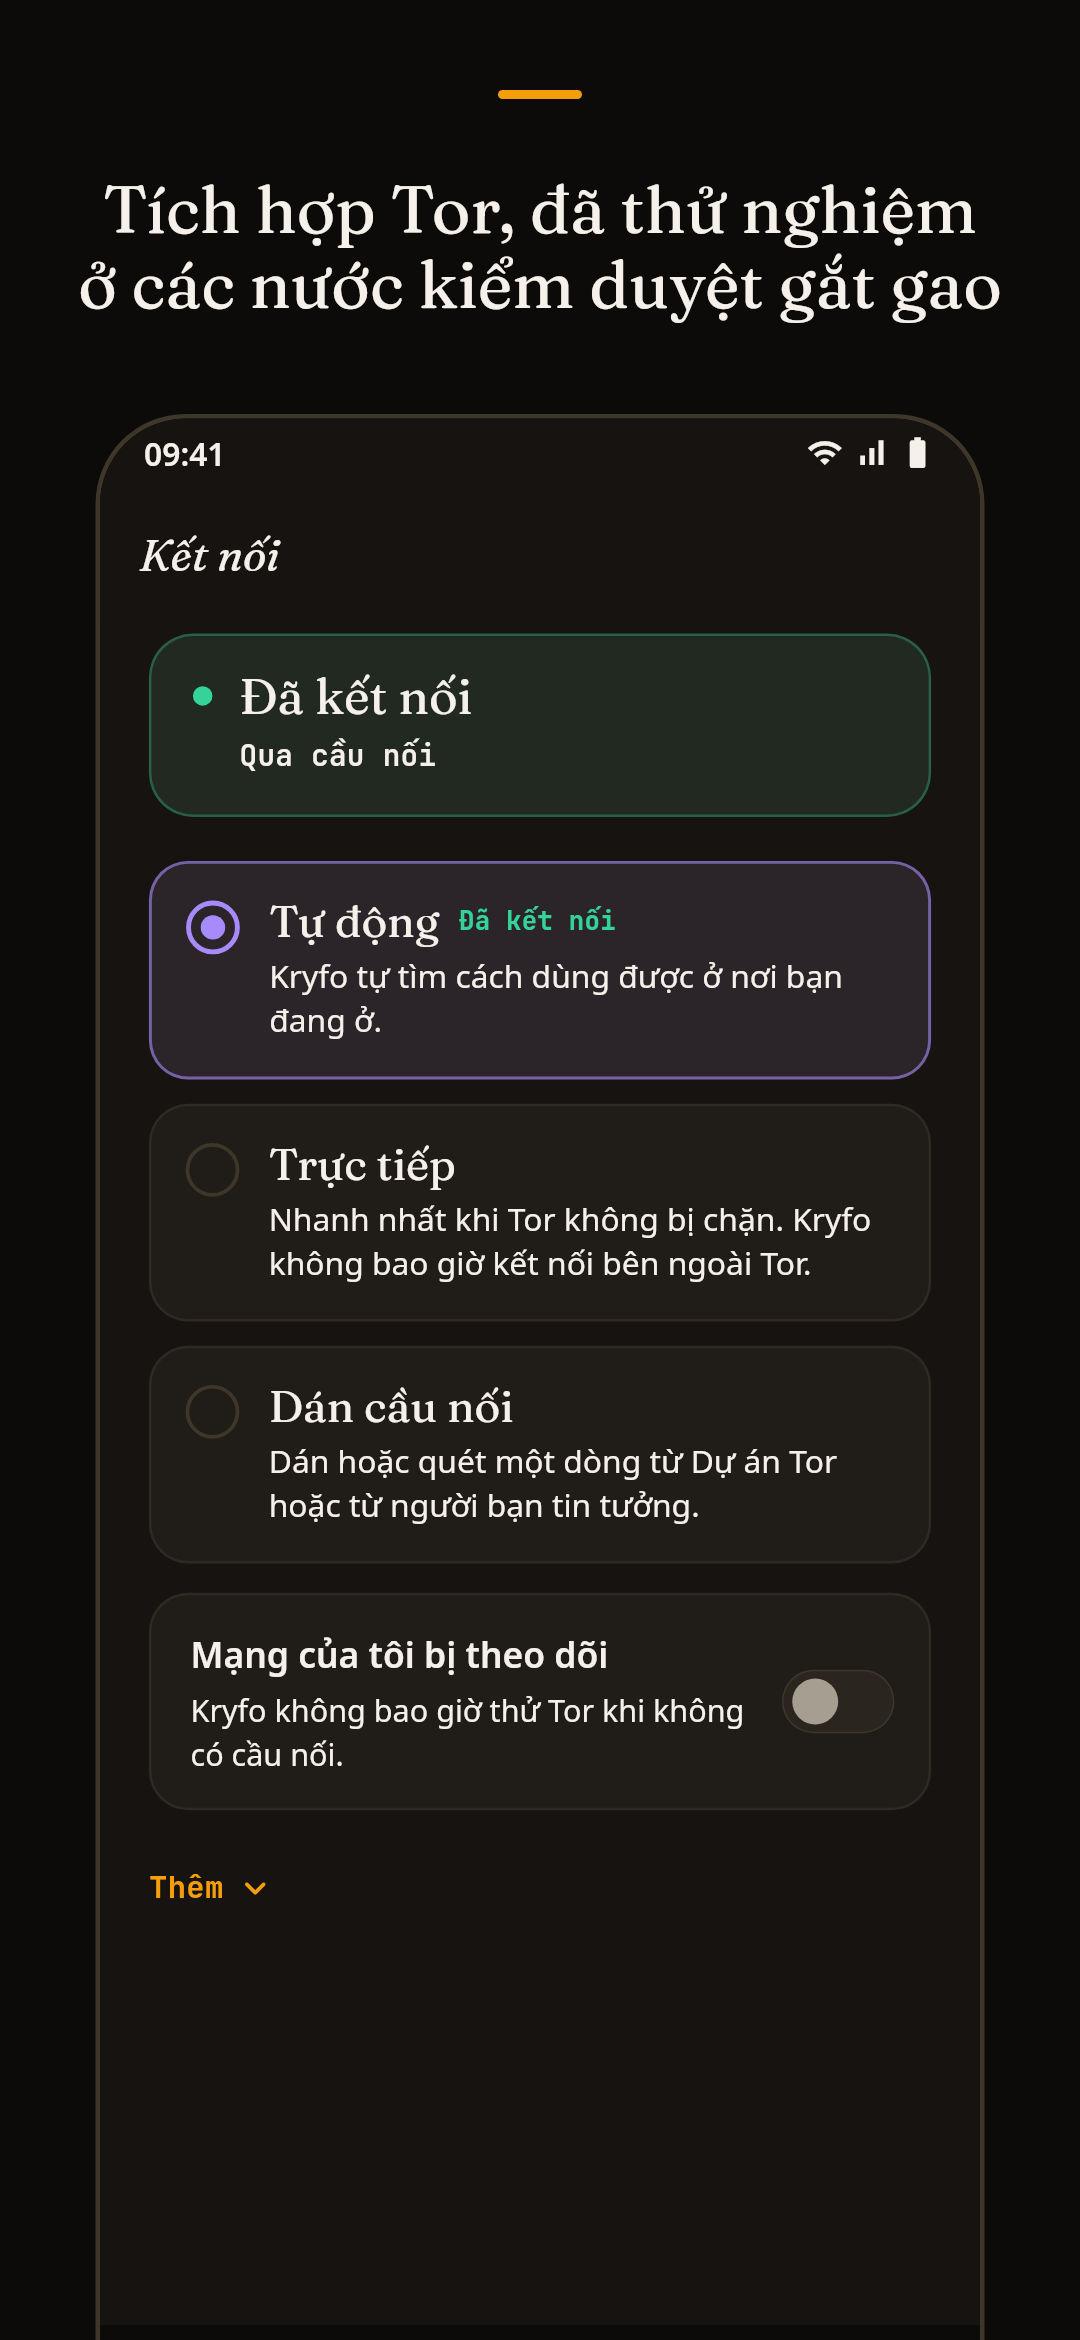 Tích hợp Tor, đã thử nghiệm
ở các nước kiểm duyệt gắt gao
09:41
Kết nối
Đã kết nối
Qua cầu nối
Tự động Đã kết nối
Kryfo tự tìm cách dùng được ở nơi bạn
đang ở.
Trực tiếp
Nhanh nhất khi Tor không bị chặn. Kryfo
không bao giờ kết nối bên ngoài Tor.
Dán cầu nối
Dán hoặc quét một dòng từ Dự án Tor
hoặc từ người bạn tin tưởng.
Mạng của tôi bị theo dõi
Kryfo không bao giờ thử Tor khi không
có cầu nối.
Thêm